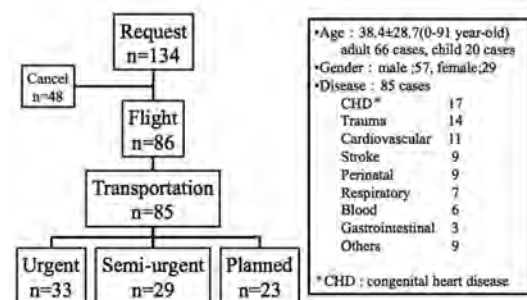 Request
n=134
Cancel
n=48
Flight
n=86
Transportation
n=85
Urgent
n=33
Semi-urgent
n=29
Planned
n=23
•Age : 38.4±28.7(0-91 year-old)
adult 66 cases, child 20 cases
•Gender : male ;57, female;29
•Disease : 85 cases
CHD* 17
Trauma 14
Cardiovascular 11
Stroke 9
Perinatal 9
Respiratory 7
Blood 6
Gastrointestinal 3
Others 9
*CHD : congenital heart disease